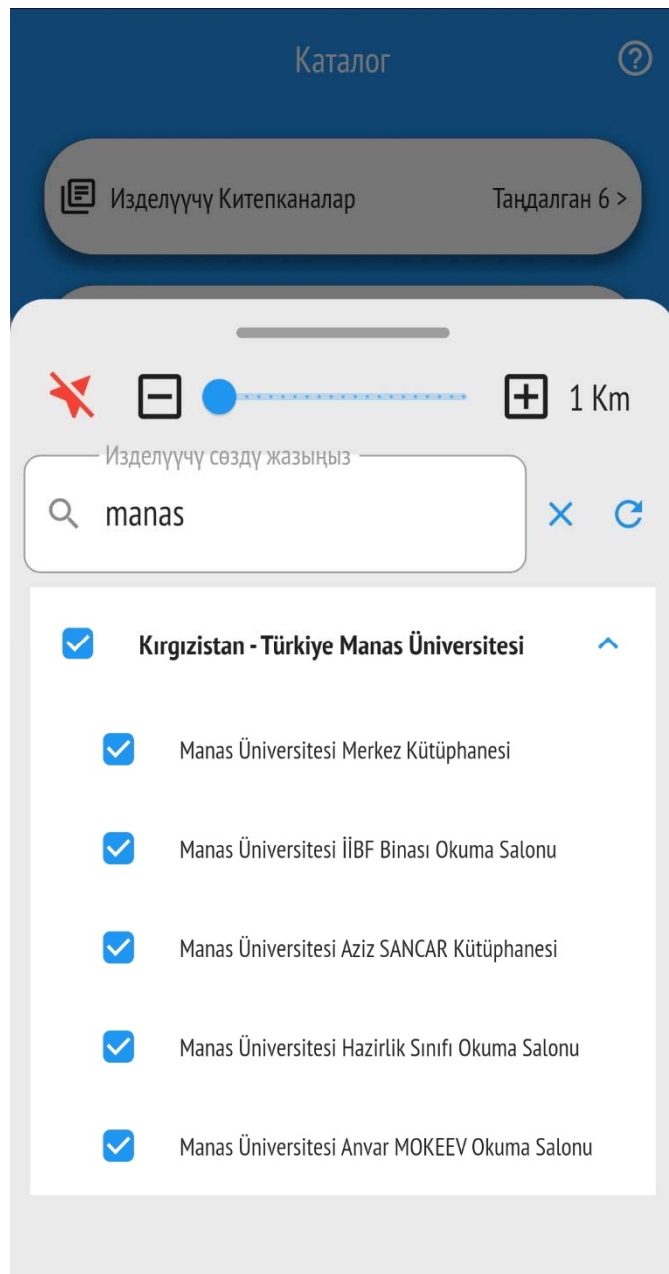 Каталог
Изделүүчү Китепканалар Таңдалган 6 >
1 Km
Изделүүчү сөздү жазыңыз
manas
Kırgızistan - Türkiye Manas Üniversitesi
Manas Üniversitesi Merkez Kütüphanesi
Manas Üniversitesi İİBF Binası Okuma Salonu
Manas Üniversitesi Aziz SANCAR Kütüphanesi
Manas Üniversitesi Hazirlik Sınıfı Okuma Salonu
Manas Üniversitesi Anvar MOKEEV Okuma Salonu